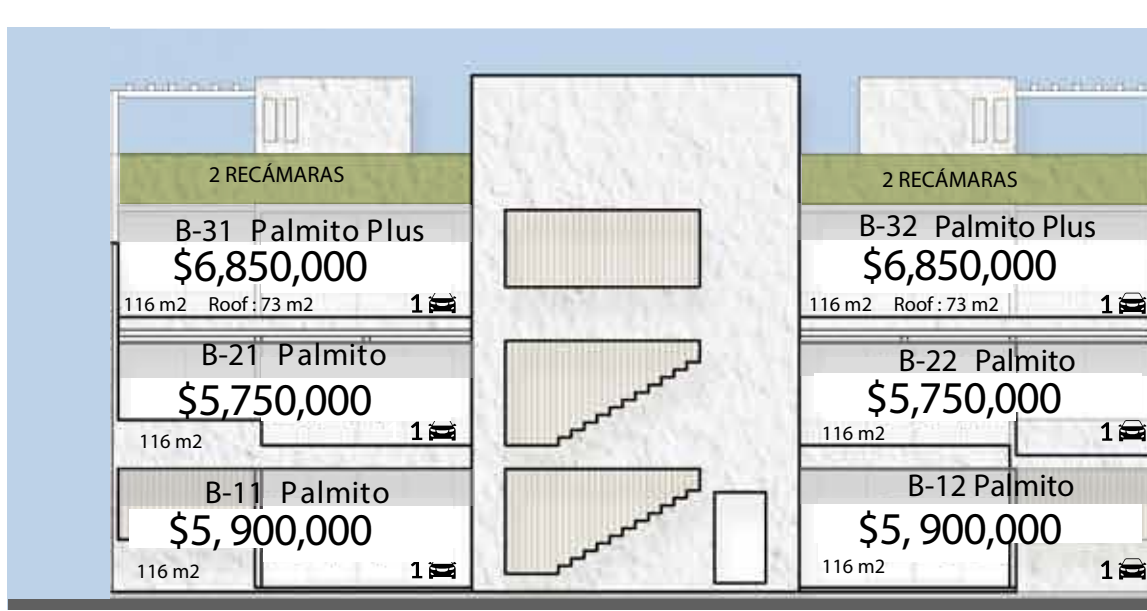 2 RECÁMARAS
B-31 Palmito Plus
$6,850,000
116 m2 Roof : 73 m2 1
B-21 Palmito
$5,750,000
116 m2 1
B-11 Palmito
$5, 900,000
116 m2 1
2 RECÁMARAS
B-32 Palmito Plus
$6,850,000
116 m2 Roof : 73 m2 1
B-22 Palmito
$5,750,000
116 m2 1
B-12 Palmito
$5, 900,000
116 m2 1